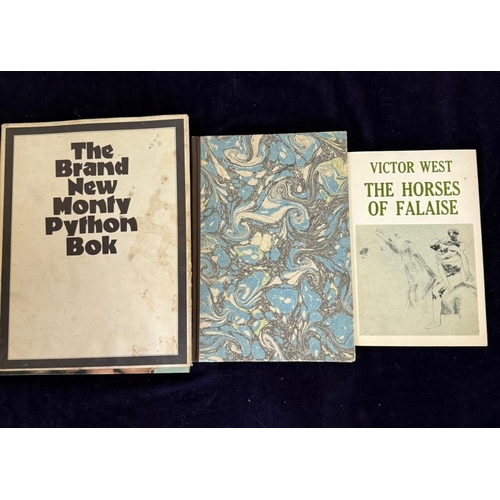 The
Brand
New
Monty
Python
Bok
VICTOR WEST
THE HORSES
OF FALAISE